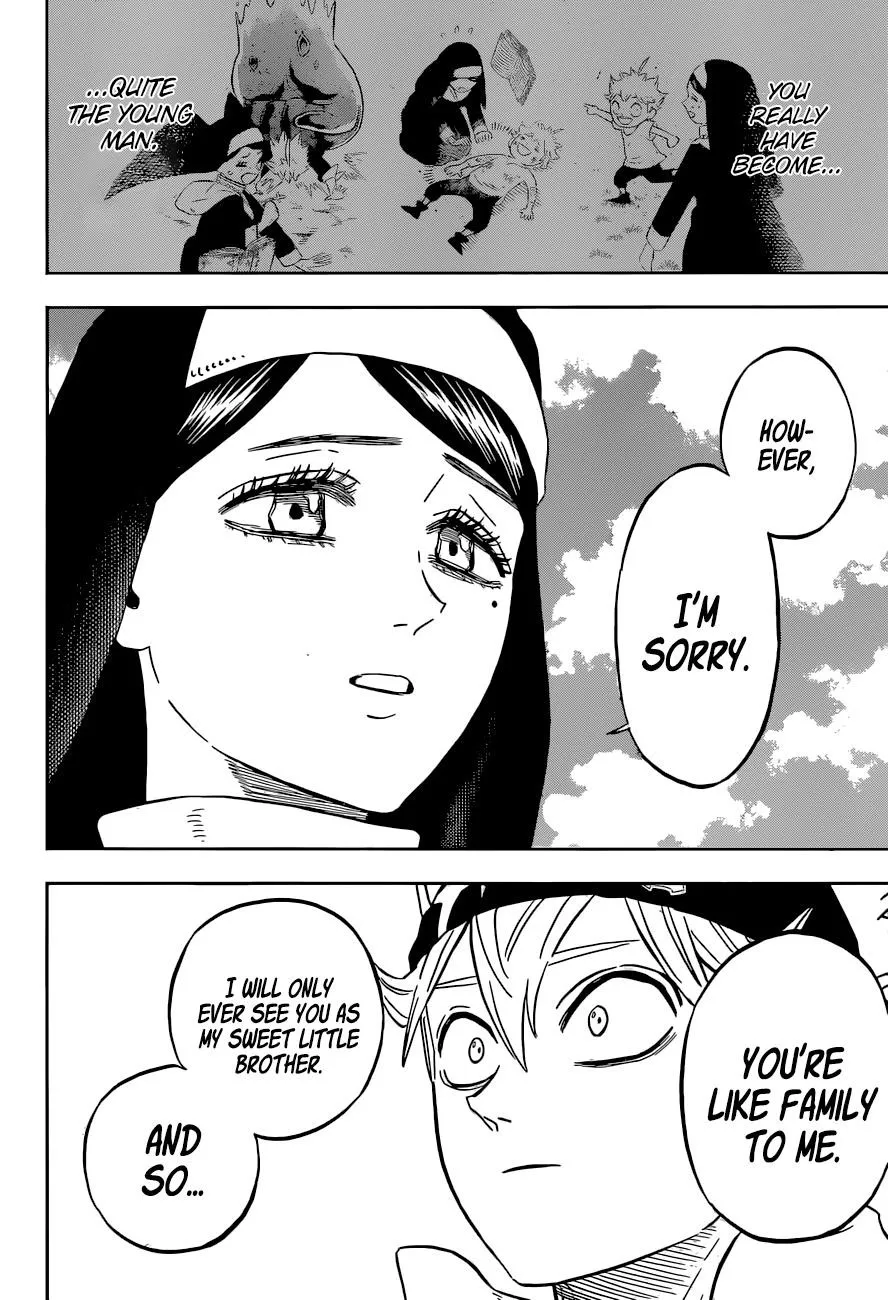 YOU
REALLY
HAVE
BECOME...
...QUITE
THE YOUNG
MAN.
HOW-
EVER,
I'M
SORRY.
YOU'RE
LIKE FAMILY
TO ME.
I WILL ONLY
EVER SEE YOU AS
MY SWEET LITTLE
BROTHER.
AND
SO...